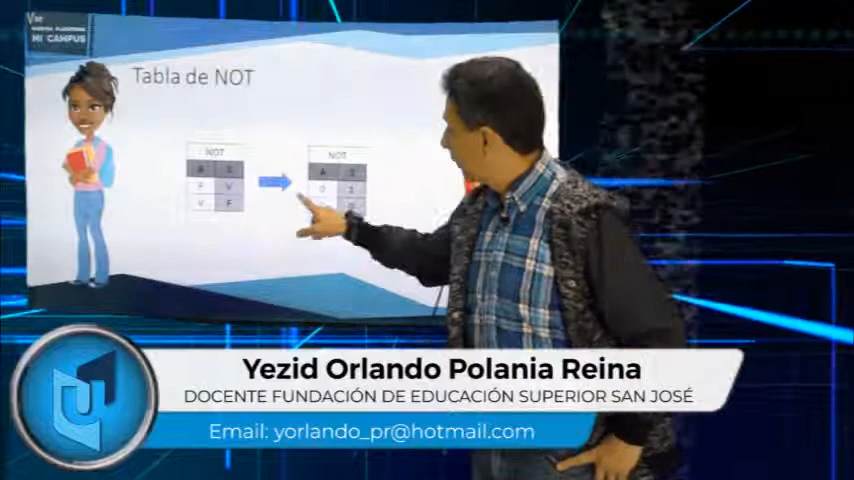 MI CAMPUS
Tabla de NOT
NOT
NOT
A S
A S
F V
0 1
V F
0
Yezid Orlando Polania Reina
DOCENTE FUNDACIÓN DE EDUCACIÓN SUPERIOR SAN JOSÉ
Email: yorlando_pr@hotmail.com